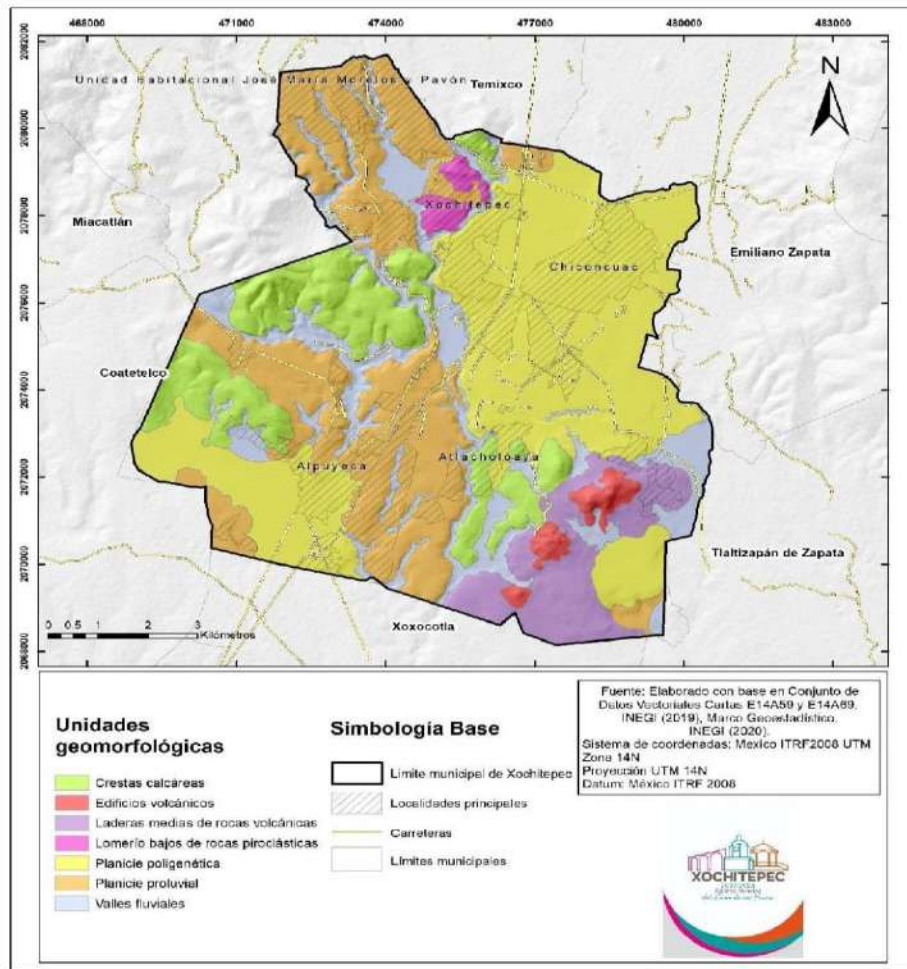 468000 471000 474000 477000 480000 483000
2082000
2080000
2078000
2076000
2074000
2072000
2070000
2068000
Unidad Habitacional José María Morelos y Pavón
Temixco
N
Miacatlán
Xochitepec
Emiliano Zapata
Chiconcuac
Coatetelco
Alpuyeca
Atlacholoaya
Tlaltizapán de Zapata
Xoxocotla
0 0.5 1 2 3
Kilómetros
Unidades
geomorfológicas
Crestas calcáreas
Edificios volcánicos
Laderas medias de rocas volcánicas
Lomerío bajos de rocas piroclásticas
Planicie poligenética
Planicie proluvial
Valles fluviales
Simbología Base
Limite municipal de Xochitepec
Localidades principales
Carreteras
Límites municipales
Fuente: Elaborado con base en Conjunto de
Datos Vectoriales Cartas E14A59 y E14A69,
INEGI (2019), Marco Geoestadístico,
INEGI (2020).
Sistema de coordenadas: Mexico ITRF2008 UTM
Zona 14N
Proyección UTM 14N
Datum: México ITRF 2008
XOCHITEPEC